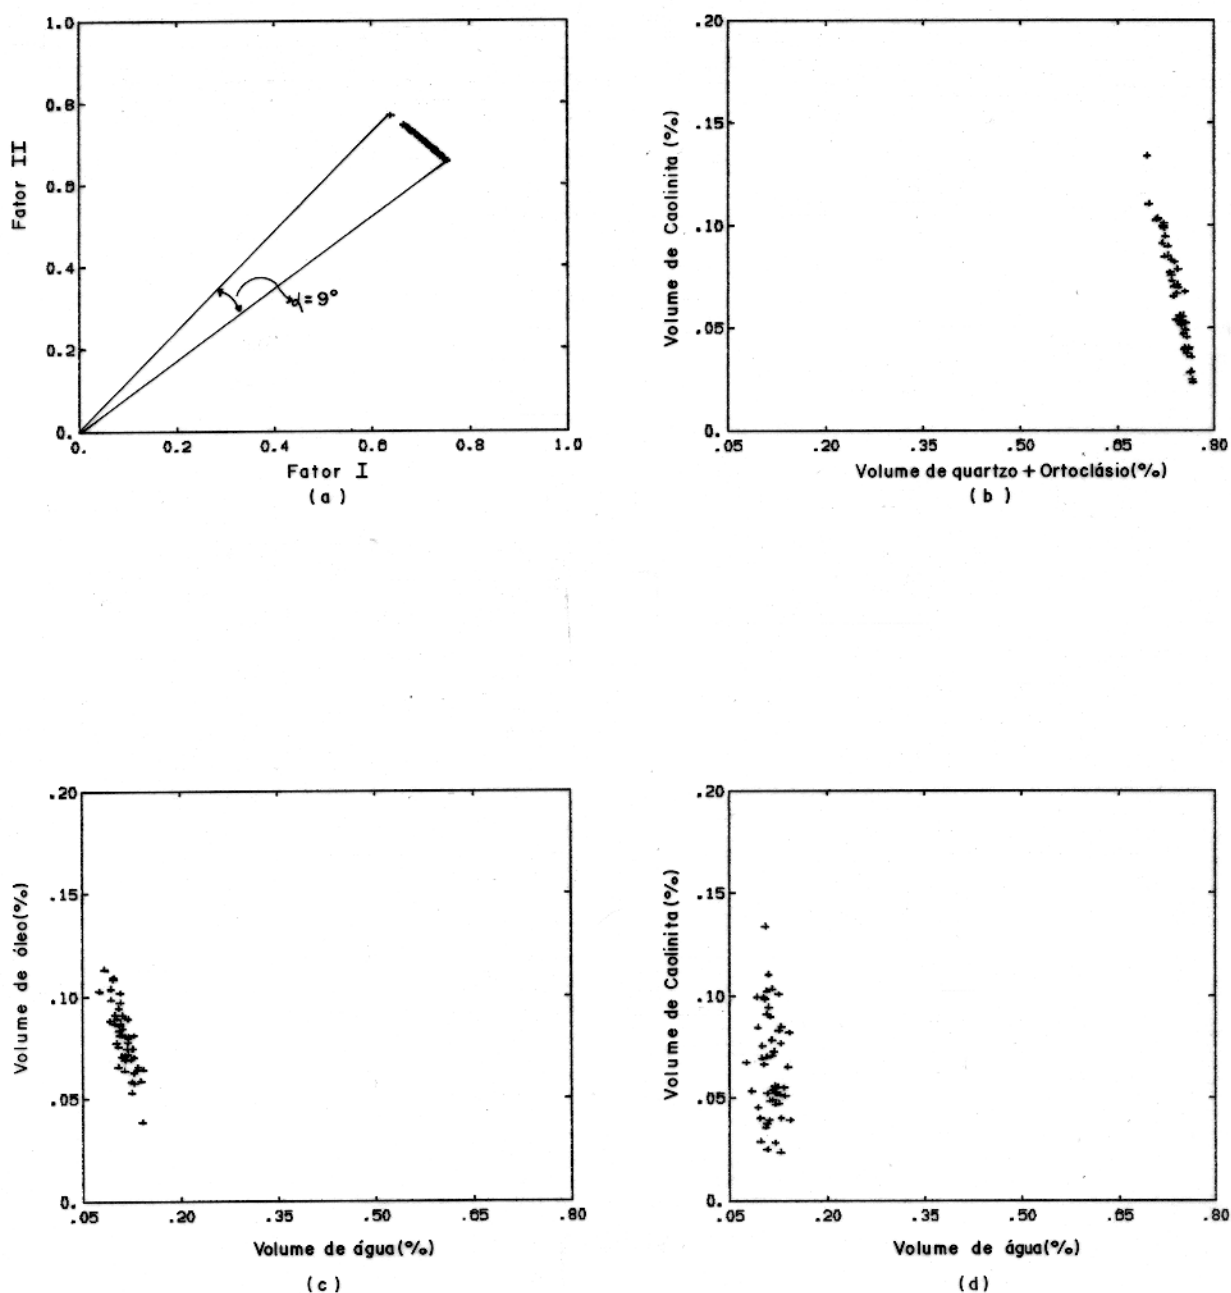 1.0
0.8
0.6
0.4
0.2
0.
Fator II
α = 9°
0. 0.2 0.4 0.6 0.8 1.0
Fator I
(a)
.20
.15
.10
.05
0.
Volume de Caolinita (%)
.05 .20 .35 .50 .65 .80
Volume de quartzo + Ortoclásio(%)
(b)
.20
.15
.10
.05
0.
Volume de óleo(%)
.05 .20 .35 .50 .65 .80
Volume de água(%)
(c)
.20
.15
.10
.05
0.
Volume de Caolinita(%)
.05 .20 .35 .50 .65 .80
Volume de água(%)
(d)